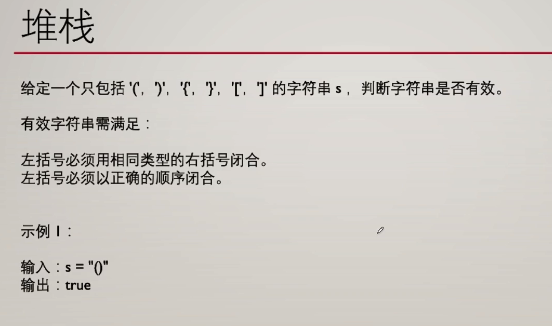 堆栈
给定一个只包括 '(', ')', '{', '}', '[', ']' 的字符串 s ，判断字符串是否有效。
有效字符串需满足：
左括号必须用相同类型的右括号闭合。
左括号必须以正确的顺序闭合。
示例 1：
输入：s = "()"
输出：true